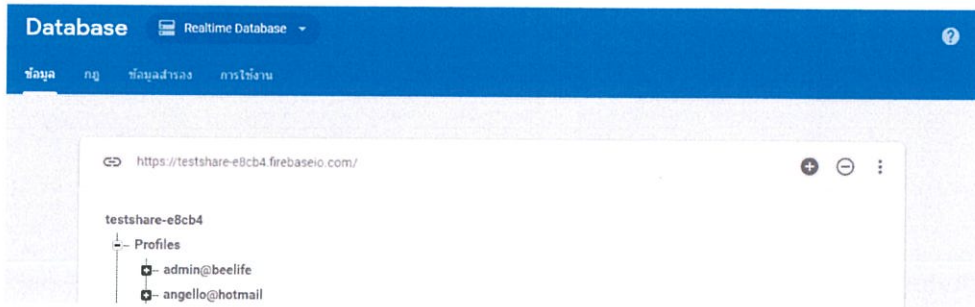 Database Realtime Database
ข้อมูล กฎ ข้อมูลสำรอง การใช้งาน
https://testshare-e8cb4.firebaseio.com/
testshare-e8cb4
Profiles
admin@beelife
angello@hotmail